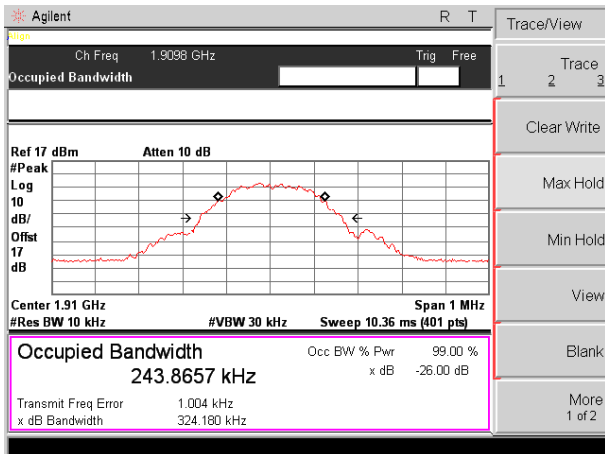 Agilent R T
Align
Ch Freq 1.9098 GHz Trig Free
Occupied Bandwidth
Ref 17 dBm Atten 10 dB
#Peak
Log
10
dB/
Offst
17
dB
Center 1.91 GHz Span 1 MHz
#Res BW 10 kHz #VBW 30 kHz Sweep 10.36 ms (401 pts)
Occupied Bandwidth Occ BW % Pwr 99.00 %
243.8657 kHz x dB -26.00 dB
Transmit Freq Error 1.004 kHz
x dB Bandwidth 324.180 kHz
Trace/View
Trace
1 2 3
Clear Write
Max Hold
Min Hold
View
Blank
More
1 of 2